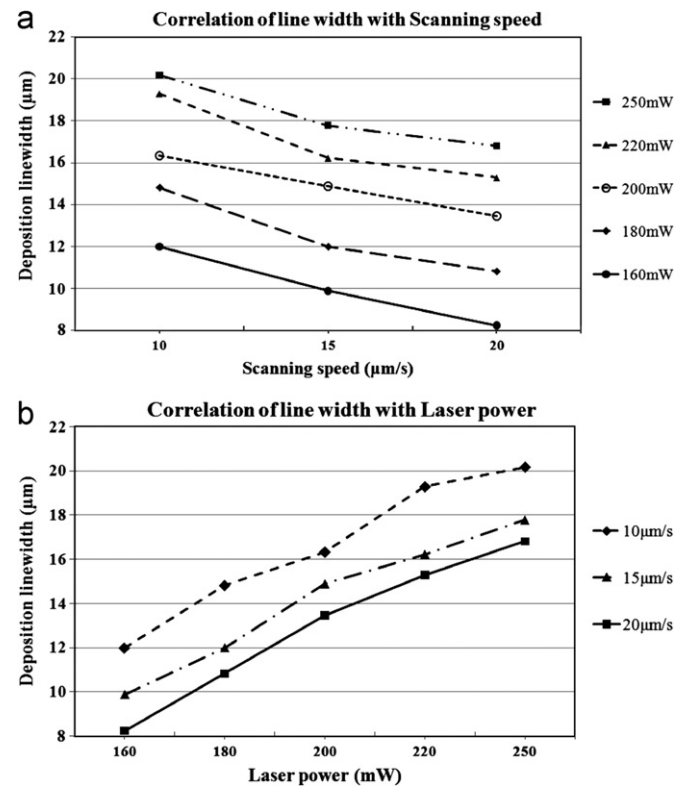 a
Correlation of line width with Scanning speed
22
20
18
16
14
12
10
8
Deposition linewidth (µm)
10 15 20
Scanning speed (µm/s)
250mW
220mW
200mW
180mW
160mW
b
Correlation of line width with Laser power
22
20
18
16
14
12
10
8
Deposition linewidth (µm)
160 180 200 220 250
Laser power (mW)
10µm/s
15µm/s
20µm/s